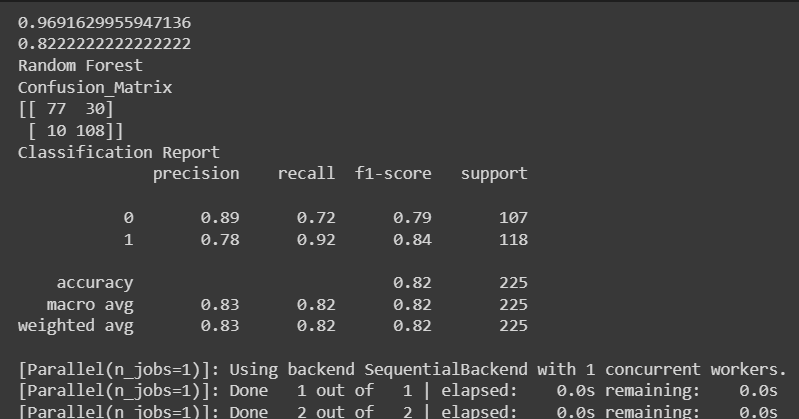 0.9691629955947136
0.8222222222222222
Random Forest
Confusion_Matrix
[[ 77  30]
 [ 10 108]]
Classification Report
              precision    recall  f1-score   support

           0       0.89      0.72      0.79       107
           1       0.78      0.92      0.84       118

    accuracy                           0.82       225
   macro avg       0.83      0.82      0.82       225
weighted avg       0.83      0.82      0.82       225

[Parallel(n_jobs=1)]: Using backend SequentialBackend with 1 concurrent workers.
[Parallel(n_jobs=1)]: Done   1 out of   1 | elapsed:    0.0s remaining:    0.0s
[Parallel(n_jobs=1)]: Done   2 out of   2 | elapsed:    0.0s remaining:    0.0s